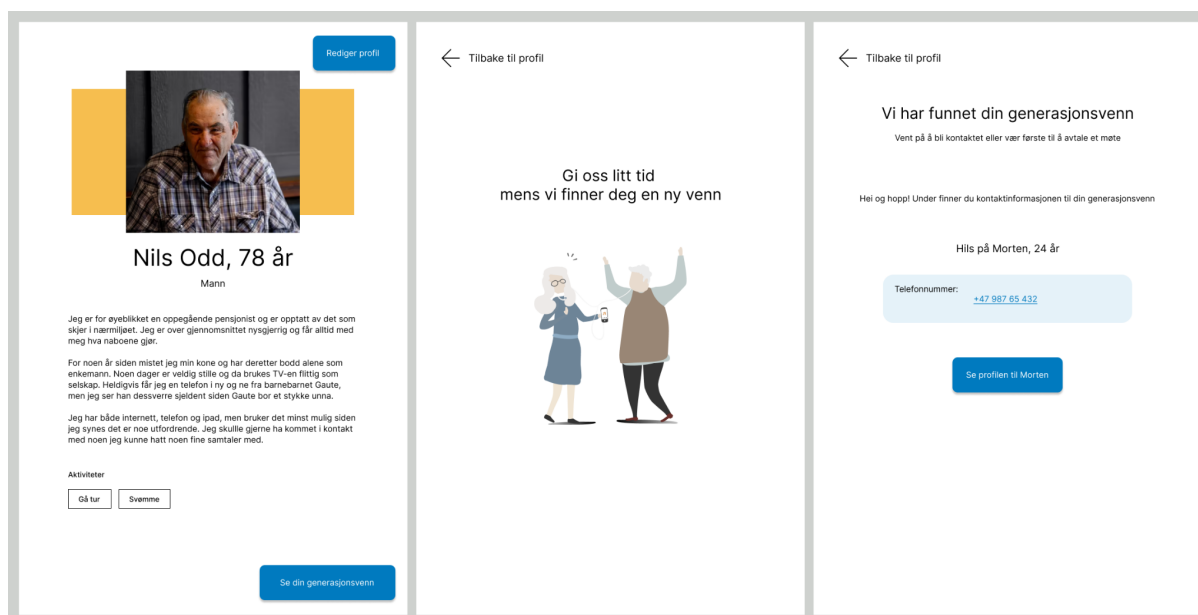 Rediger profil
Nils Odd, 78 år
Mann
Jeg er for øyeblikket en oppegående pensjonist og er opptatt av det som
skjer i nærmiljøet. Jeg er over gjennomsnittet nysgjerrig og får alltid med
meg hva naboene gjør.
For noen år siden mistet jeg min kone og har deretter bodd alene som
enkemann. Noen dager er veldig stille og da brukes TV-en flittig som
selskap. Heldigvis får jeg en telefon i ny og ne fra barnebarnet Gaute,
men jeg ser han dessverre sjeldent siden Gaute bor et stykke unna.
Jeg har både internett, telefon og ipad, men bruker det minst mulig siden
jeg synes det er noe utfordrende. Jeg skullle gjerne ha kommet i kontakt
med noen jeg kunne hatt noen fine samtaler med.
Aktiviteter
Gå tur
Svømme
Se din generasjonsvenn
Tilbake til profil
Gi oss litt tid
mens vi finner deg en ny venn
Tilbake til profil
Vi har funnet din generasjonsvenn
Vent på å bli kontaktet eller vær første til å avtale et møte
Hei og hopp! Under finner du kontaktinformasjonen til din generasjonsvenn
Hils på Morten, 24 år
Telefonnummer:
+47 987 65 432
Se profilen til Morten